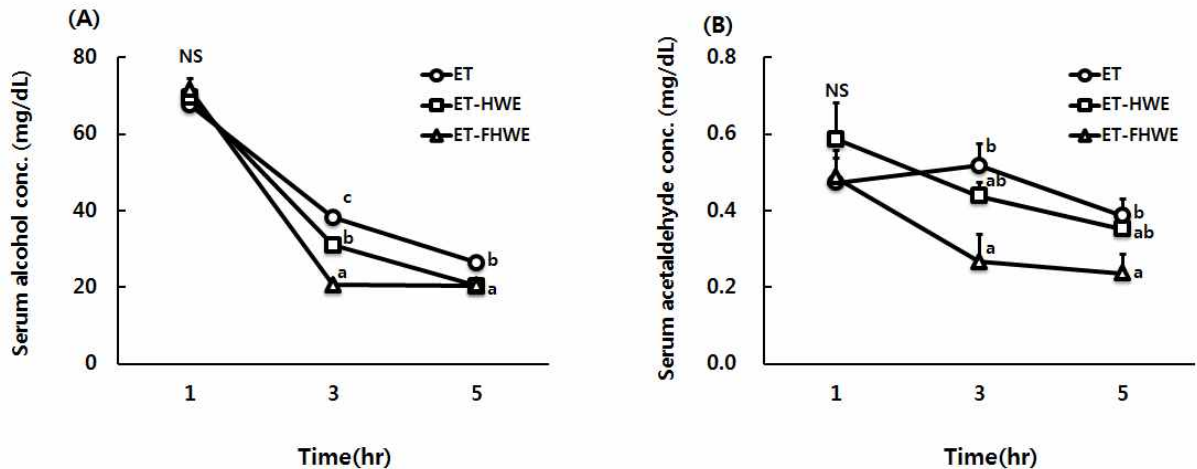 (A)
Serum alcohol conc. (mg/dL)
80
60
40
20
0
NS
c
b
a
b
a
ET
ET-HWE
ET-FHWE
1 3 5
Time(hr)
(B)
Serum acetaldehyde conc. (mg/dL)
0.8
0.6
0.4
0.2
0.0
NS
b
ab
a
b
ab
a
ET
ET-HWE
ET-FHWE
1 3 5
Time(hr)